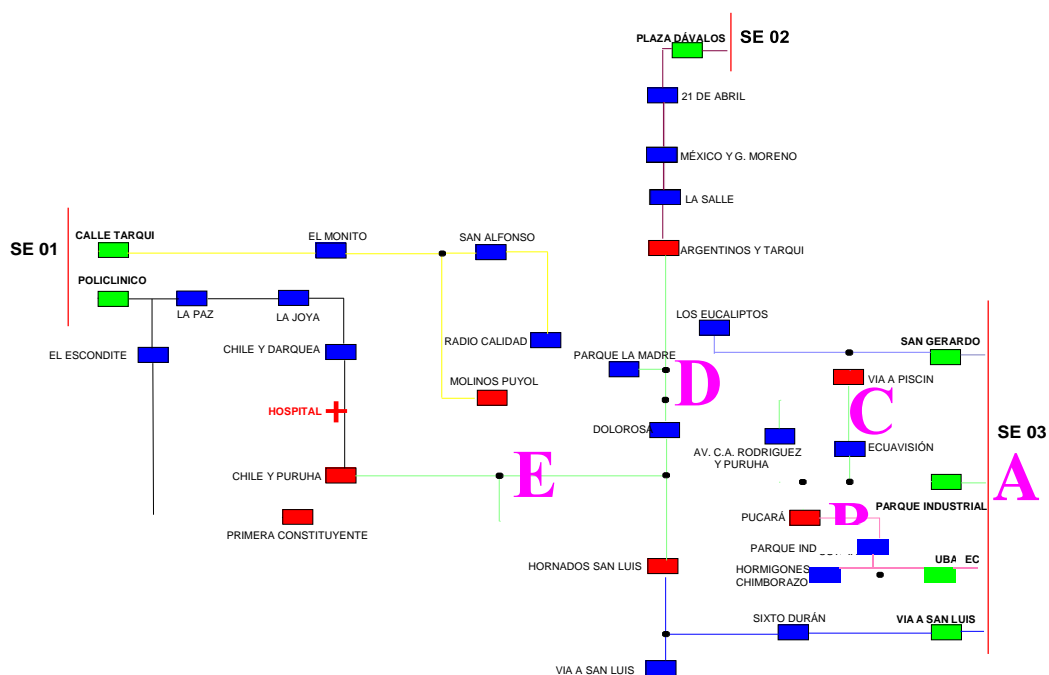 PLAZA DÁVALOS
SE 02
21 DE ABRIL
MÉXICO Y G. MORENO
LA SALLE
CALLE TARQUI
EL MONITO
SAN ALFONSO
SE 01
ARGENTINOS Y TARQUI
POLICLINICO
LA PAZ
LA JOYA
LOS EUCALIPTOS
EL ESCONDITE
CHILE Y DARQUEA
RADIO CALIDAD
PARQUE LA MADRE
SAN GERARDO
MOLINOS PUYOL
D
VIA A PISCIN
C
HOSPITAL
DOLOROSA
AV. C.A. RODRIGUEZ
Y PURUHA
ECUAVISIÓN
SE 03
CHILE Y PURUHA
E
A
PARQUE INDUSTRIAL
PUCARÁ
PRIMERA CONSTITUYENTE
PARQUE IND
HORNADOS SAN LUIS
HORMIGONES
CHIMBORAZO
UBA EC
SIXTO DURÁN
VIA A SAN LUIS
VIA A SAN LUIS